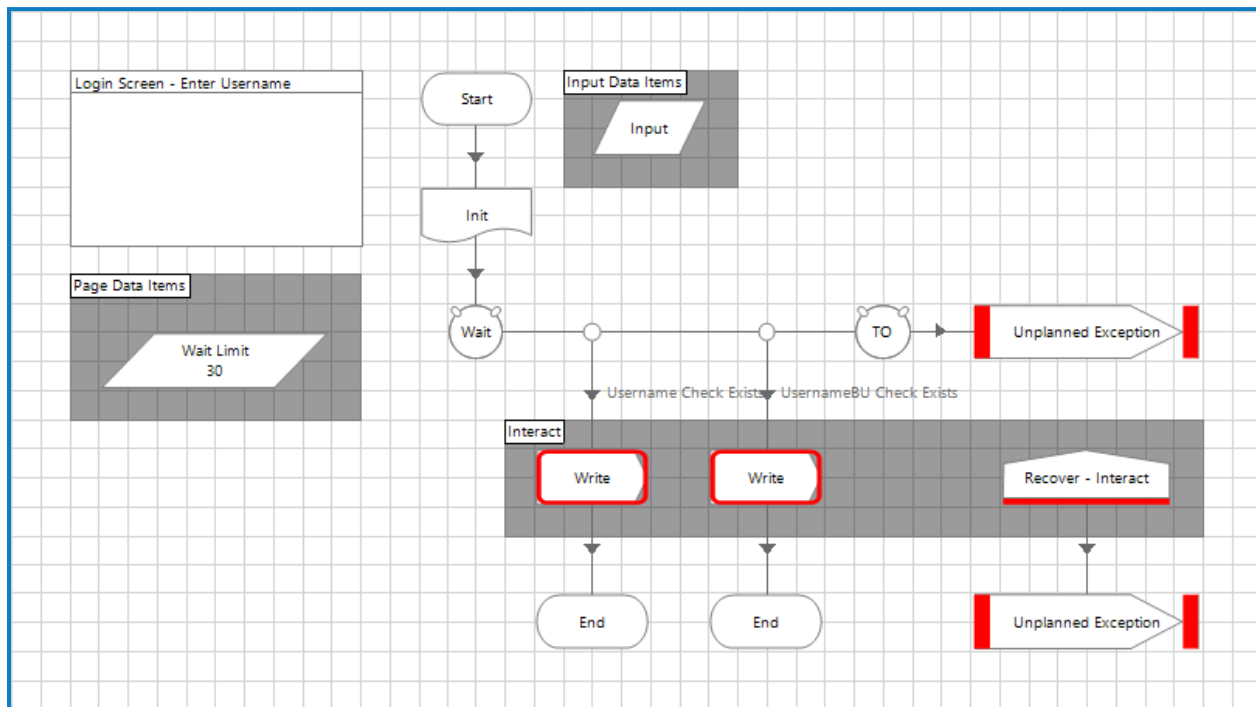 Login Screen - Enter Username
Start
Input Data Items
Input
Init
Page Data Items
Wait Limit
30
Wait
TO
Unplanned Exception
Username Check Exists
UsernameBU Check Exists
Interact
Write
Write
Recover - Interact
End
End
Unplanned Exception